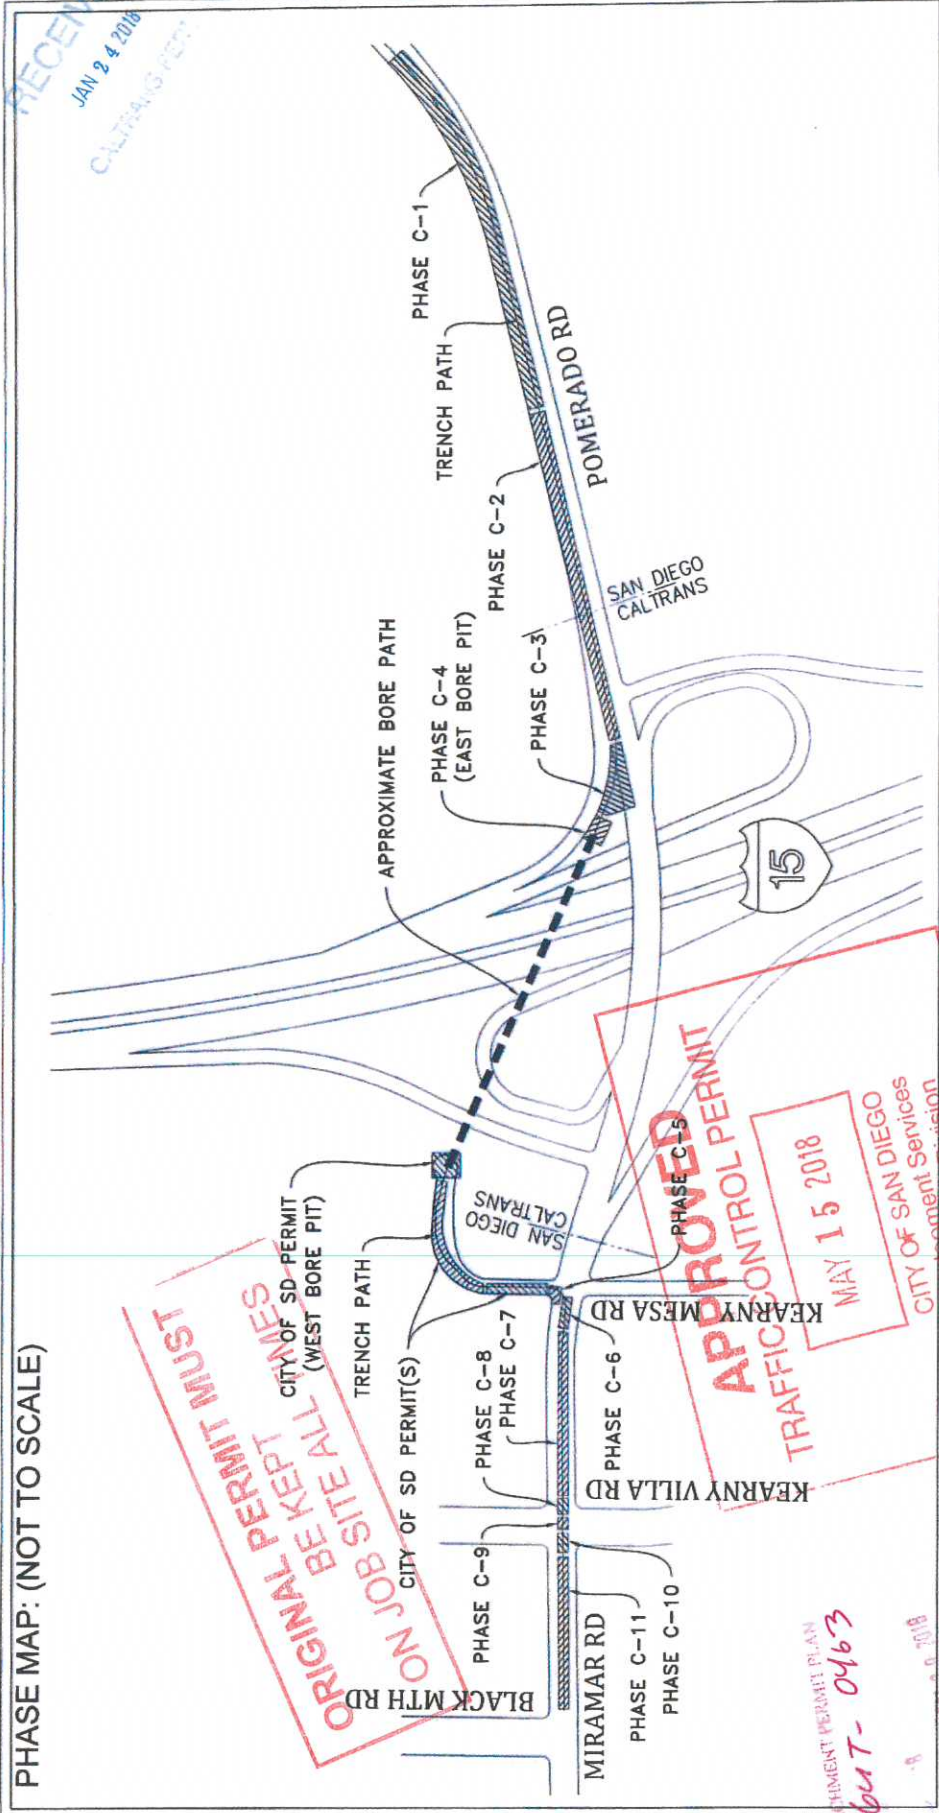 PHASE MAP: (NOT TO SCALE)
JAN 24 2018
ORIGINAL PERMIT MUST
BE KEPT
ON JOB SITE ALL TIMES
CITY OF SD PERMIT
(WEST BORE PIT)
TRENCH PATH
CITY OF SD PERMIT(S)
APPROXIMATE BORE PATH
PHASE C-4
(EAST BORE PIT)
PHASE C-3
PHASE C-2
TRENCH PATH
PHASE C-1
POMERADO RD
SAN DIEGO
CALTRANS
SAN DIEGO
CALTRANS
15
PHASE C-5
PHASE C-7
PHASE C-8
PHASE C-9
PHASE C-6
KEARNY MESA RD
KEARNY VILLA RD
BLACK MTH RD
MIRAMAR RD
PHASE C-11
PHASE C-10
APPROVED
TRAFFIC CONTROL PERMIT
MAY 15 2018
CITY OF SAN DIEGO
PERMIT PLAN
0463
2018